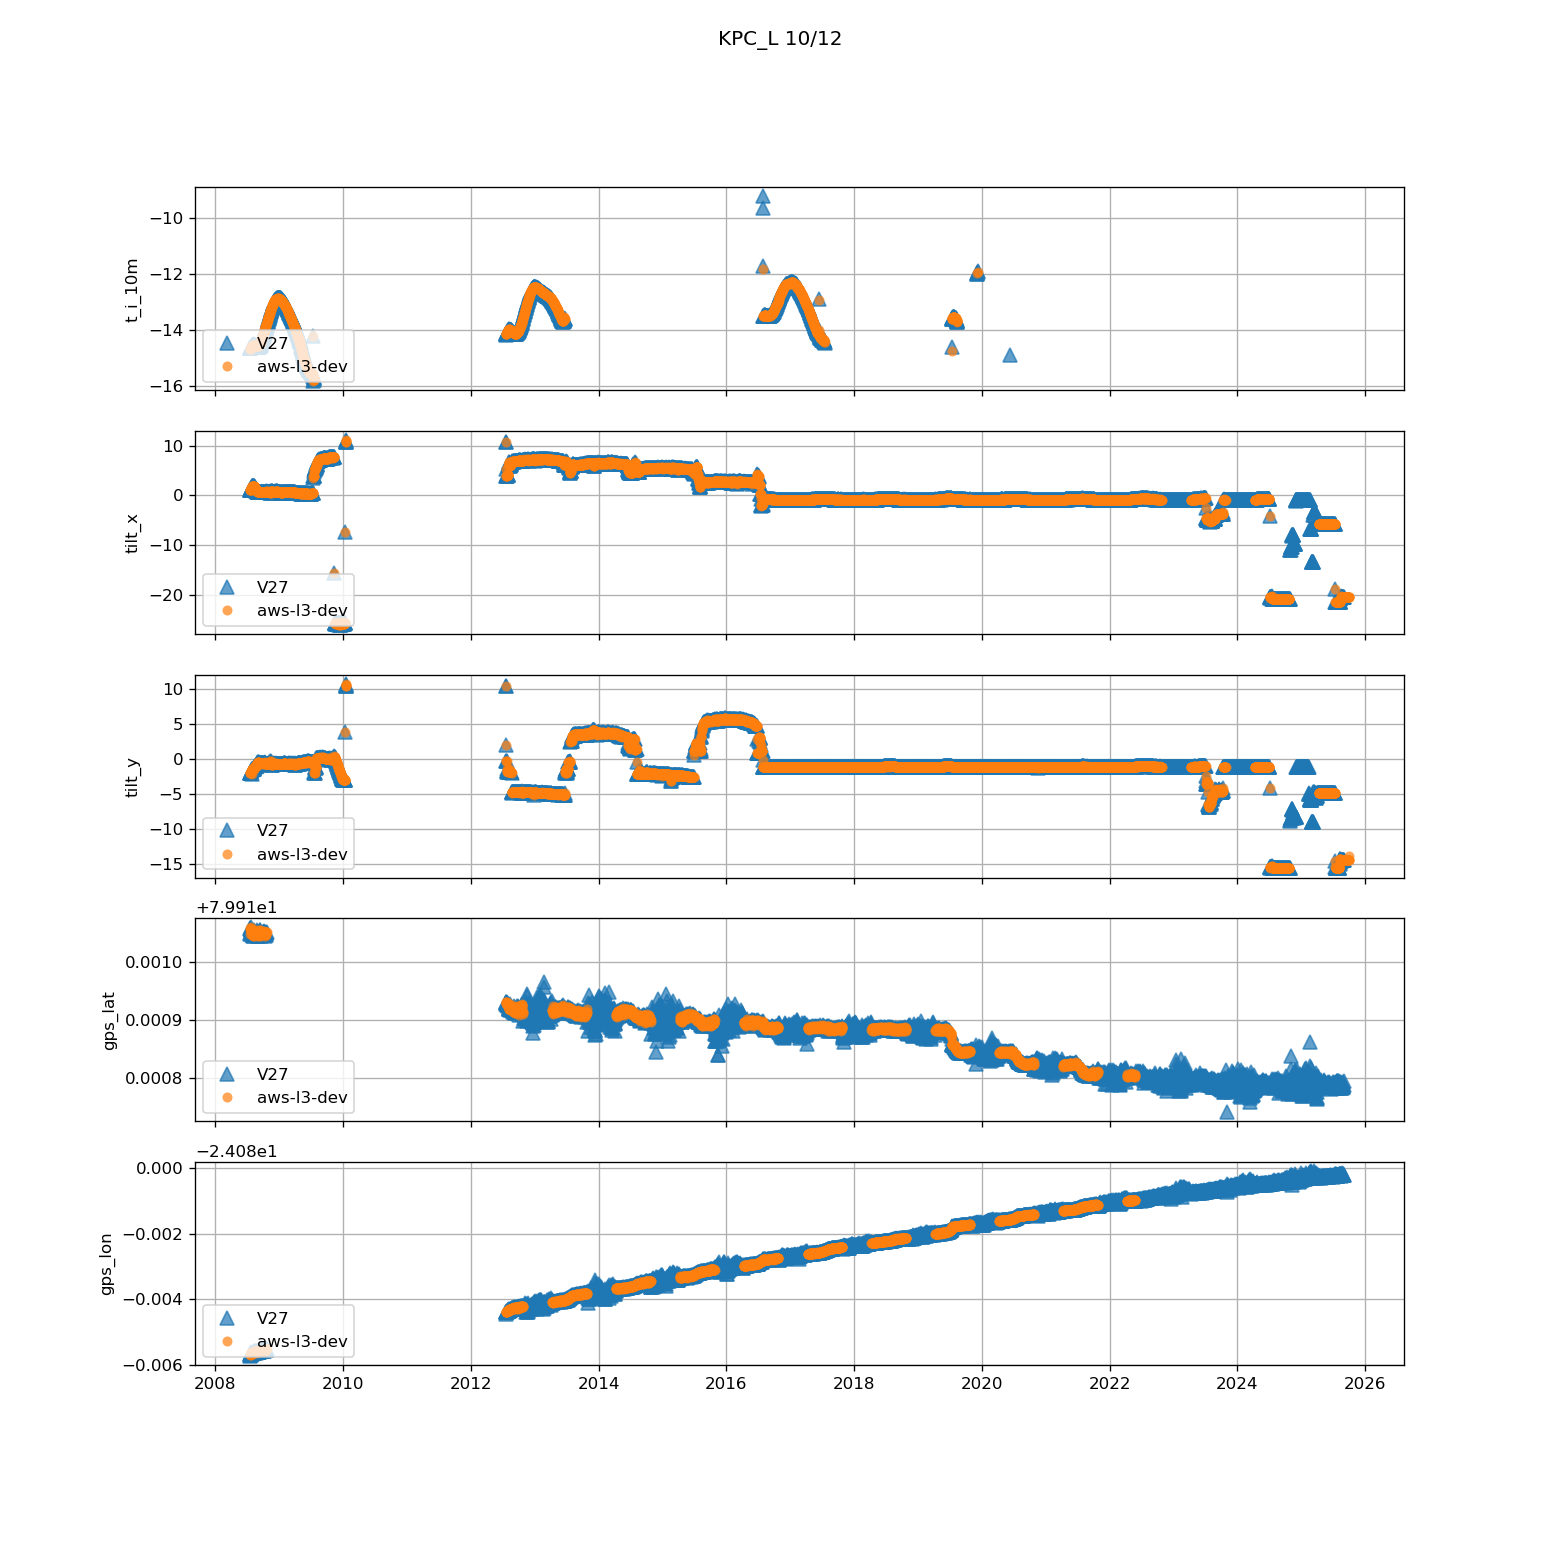 KPC_L 10/12
t_i_10m
−10
−12
−14
−16
V27
aws-l3-dev
tilt_x
10
0
−10
−20
V27
aws-l3-dev
tilt_y
10
5
0
−5
−10
−15
V27
aws-l3-dev
+7.991e1
gps_lat
0.0010
0.0009
0.0008
V27
aws-l3-dev
−2.408e1
gps_lon
0.000
−0.002
−0.004
−0.006
V27
aws-l3-dev
2008 2010 2012 2014 2016 2018 2020 2022 2024 2026